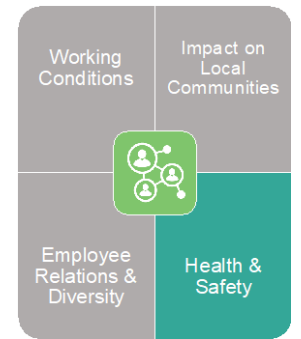 Working
Conditions
Impact on
Local
Communities
Employee
Relations &
Diversity
Health &
Safety